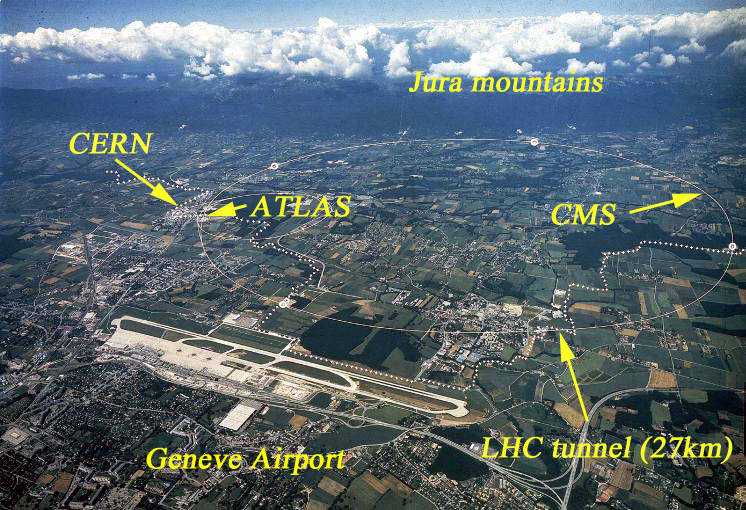 Jura mountains
CERN
ATLAS
CMS
LHC tunnel (27km)
Geneve Airport